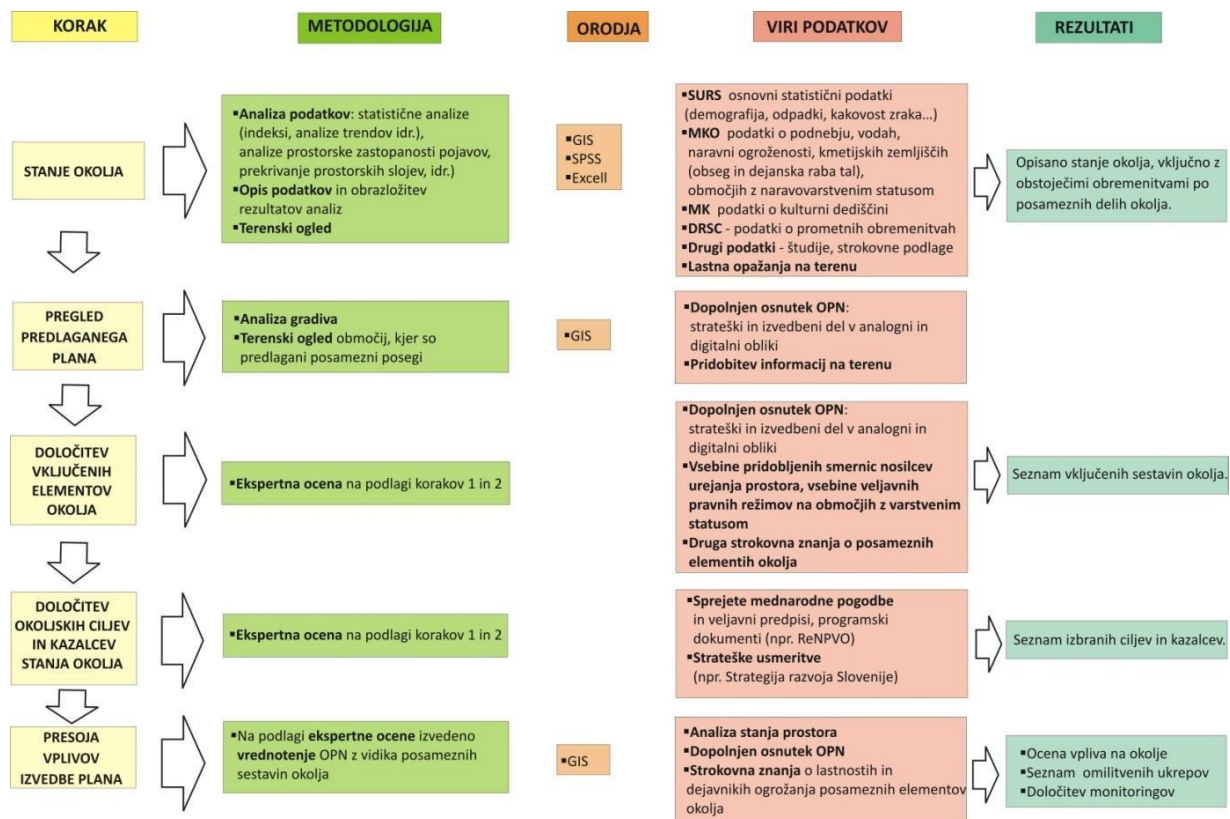 KORAK
METODOLOGIJA
ORODJA
VIRI PODATKOV
REZULTATI
STANJE OKOLJA
▪Analiza podatkov: statistične analize
(indeksi, analize trendov idr.),
analize prostorske zastopanosti pojavov,
prekrivanje prostorskih slojev, idr.)
▪Opis podatkov in obrazložitev
rezultatov analiz
▪Terenski ogled
▪GIS
▪SPSS
▪Excell
▪SURS osnovni statistični podatki
(demografija, odpadki, kakovost zraka...)
▪MKO podatki o podnebju, vodah,
naravni ogroženosti, kmetijskih zemljiščih
(obseg in dejanska raba tal),
območjih z naravovarstvenim statusom
▪MK podatki o kulturni dediščini
▪DRSC - podatki o prometnih obremenitvah
▪Drugi podatki - študije, strokovne podlage
▪Lastna opažanja na terenu
Opisano stanje okolja, vključno z
obstoječimi obremenitvami po
posameznih delih okolja.
PREGLED
PREDLAGANEGA
PLANA
▪Analiza gradiva
▪Terenski ogled območij, kjer so
predlagani posamezni posegi
▪GIS
▪Dopolnjen osnutek OPN:
strateški in izvedbeni del v analogni in
digitalni obliki
▪Pridobitev informacij na terenu
DOLOČITEV
VKLJUČENIH
ELEMENTOV
OKOLJA
▪Ekspertna ocena na podlagi korakov 1 in 2
▪Dopolnjen osnutek OPN:
strateški in izvedbeni del v analogni in
digitalni obliki
▪Vsebine pridobljenih smernic nosilcev
urejanja prostora, vsebine veljavnih
pravnih režimov na območjih z varstvenim
statusom
▪Druga strokovna znanja o posameznih
elementih okolja
Seznam vključenih sestavin okolja.
DOLOČITEV
OKOLJSKIH CILJEV
IN KAZALCEV
STANJA OKOLJA
▪Ekspertna ocena na podlagi korakov 1 in 2
▪Sprejete mednarodne pogodbe
in veljavni predpisi, programski
dokumenti (npr. ReNPVO)
▪Strateške usmeritve
(npr. Strategija razvoja Slovenije)
Seznam izbranih ciljev in kazalcev.
PRESOJA
VPLIVOV
IZVEDBE PLANA
▪Na podlagi ekspertne ocene izvedeno
vrednotenje OPN z vidika posameznih
sestavin okolja
▪GIS
▪Analiza stanja prostora
▪Dopolnjen osnutek OPN
▪Strokovna znanja o lastnostih in
dejavnikih ogrožanja posameznih elementov
okolja
▪Ocena vpliva na okolje
▪Seznam omilitvenih ukrepov
▪Določitev monitoringov